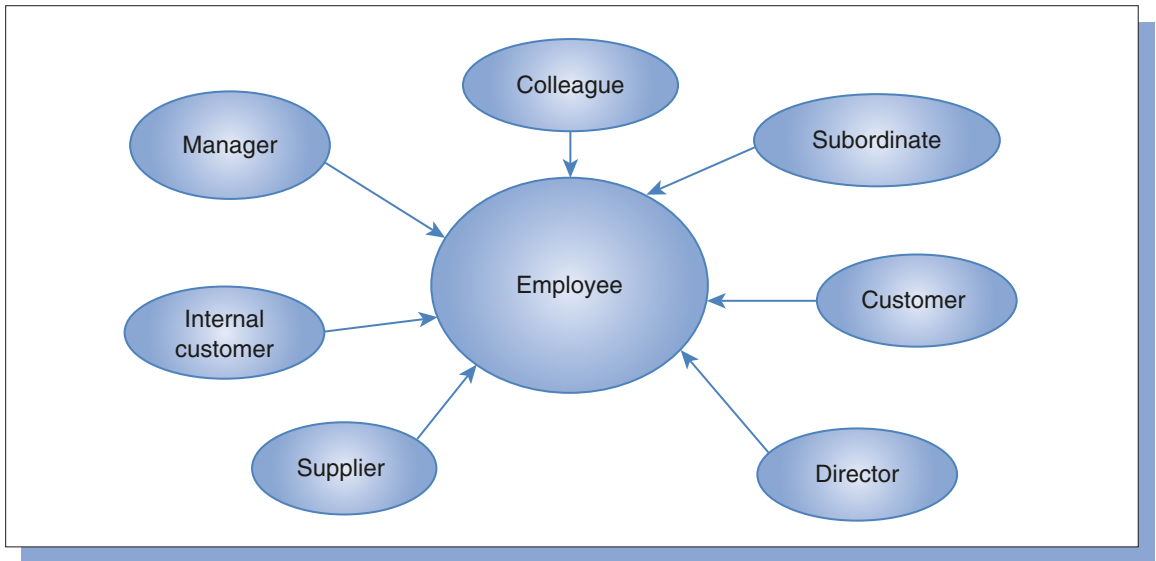 Colleague
Manager
Subordinate
Employee
Customer
Internal
customer
Supplier
Director